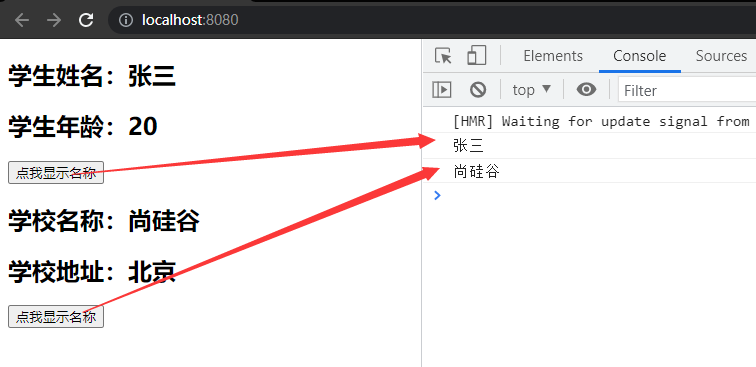 localhost:8080
学生姓名：张三
学生年龄：20
点我显示名称
学校名称：尚硅谷
学校地址：北京
点我显示名称
Elements Console Sources
top Filter
[HMR] Waiting for update signal from
张三
尚硅谷